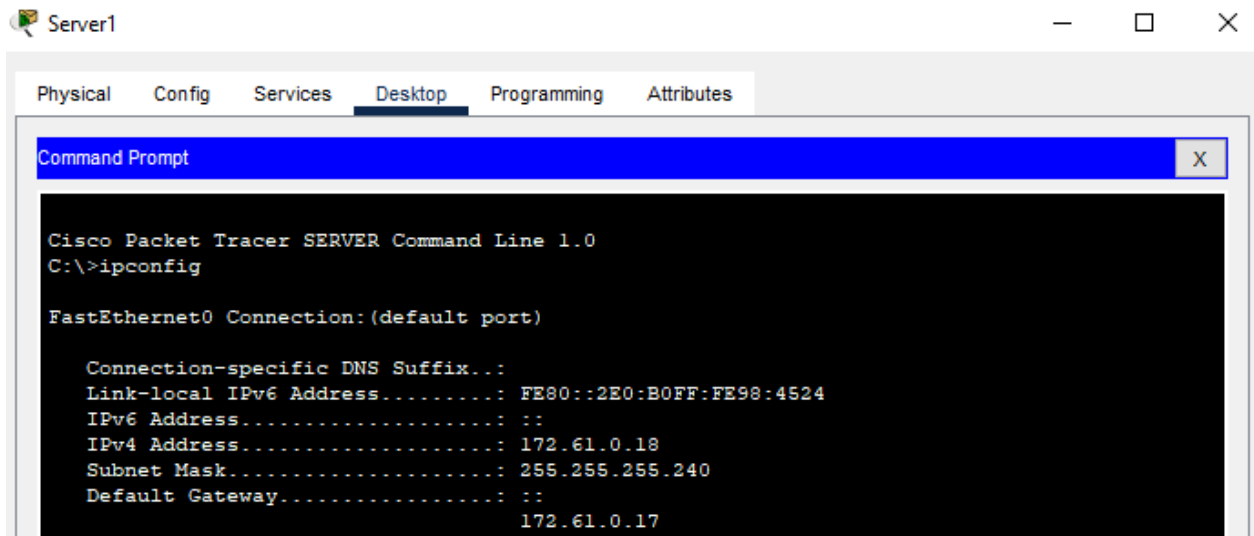 Server1
Physical Config Services Desktop Programming Attributes
Command Prompt X
Cisco Packet Tracer SERVER Command Line 1.0
C:\>ipconfig
FastEthernet0 Connection:(default port)
Connection-specific DNS Suffix..:
Link-local IPv6 Address.........: FE80::2E0:B0FF:FE98:4524
IPv6 Address....................: ::
IPv4 Address....................: 172.61.0.18
Subnet Mask.....................: 255.255.255.240
Default Gateway.................: ::
172.61.0.17